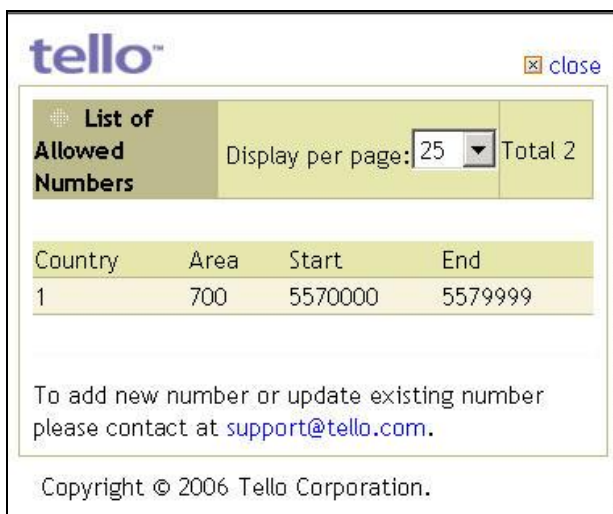 tello™
close
List of
Allowed
Numbers
Display per page: 25
Total 2
Country Area Start End
1 700 5570000 5579999
To add new number or update existing number
please contact at support@tello.com.
Copyright © 2006 Tello Corporation.